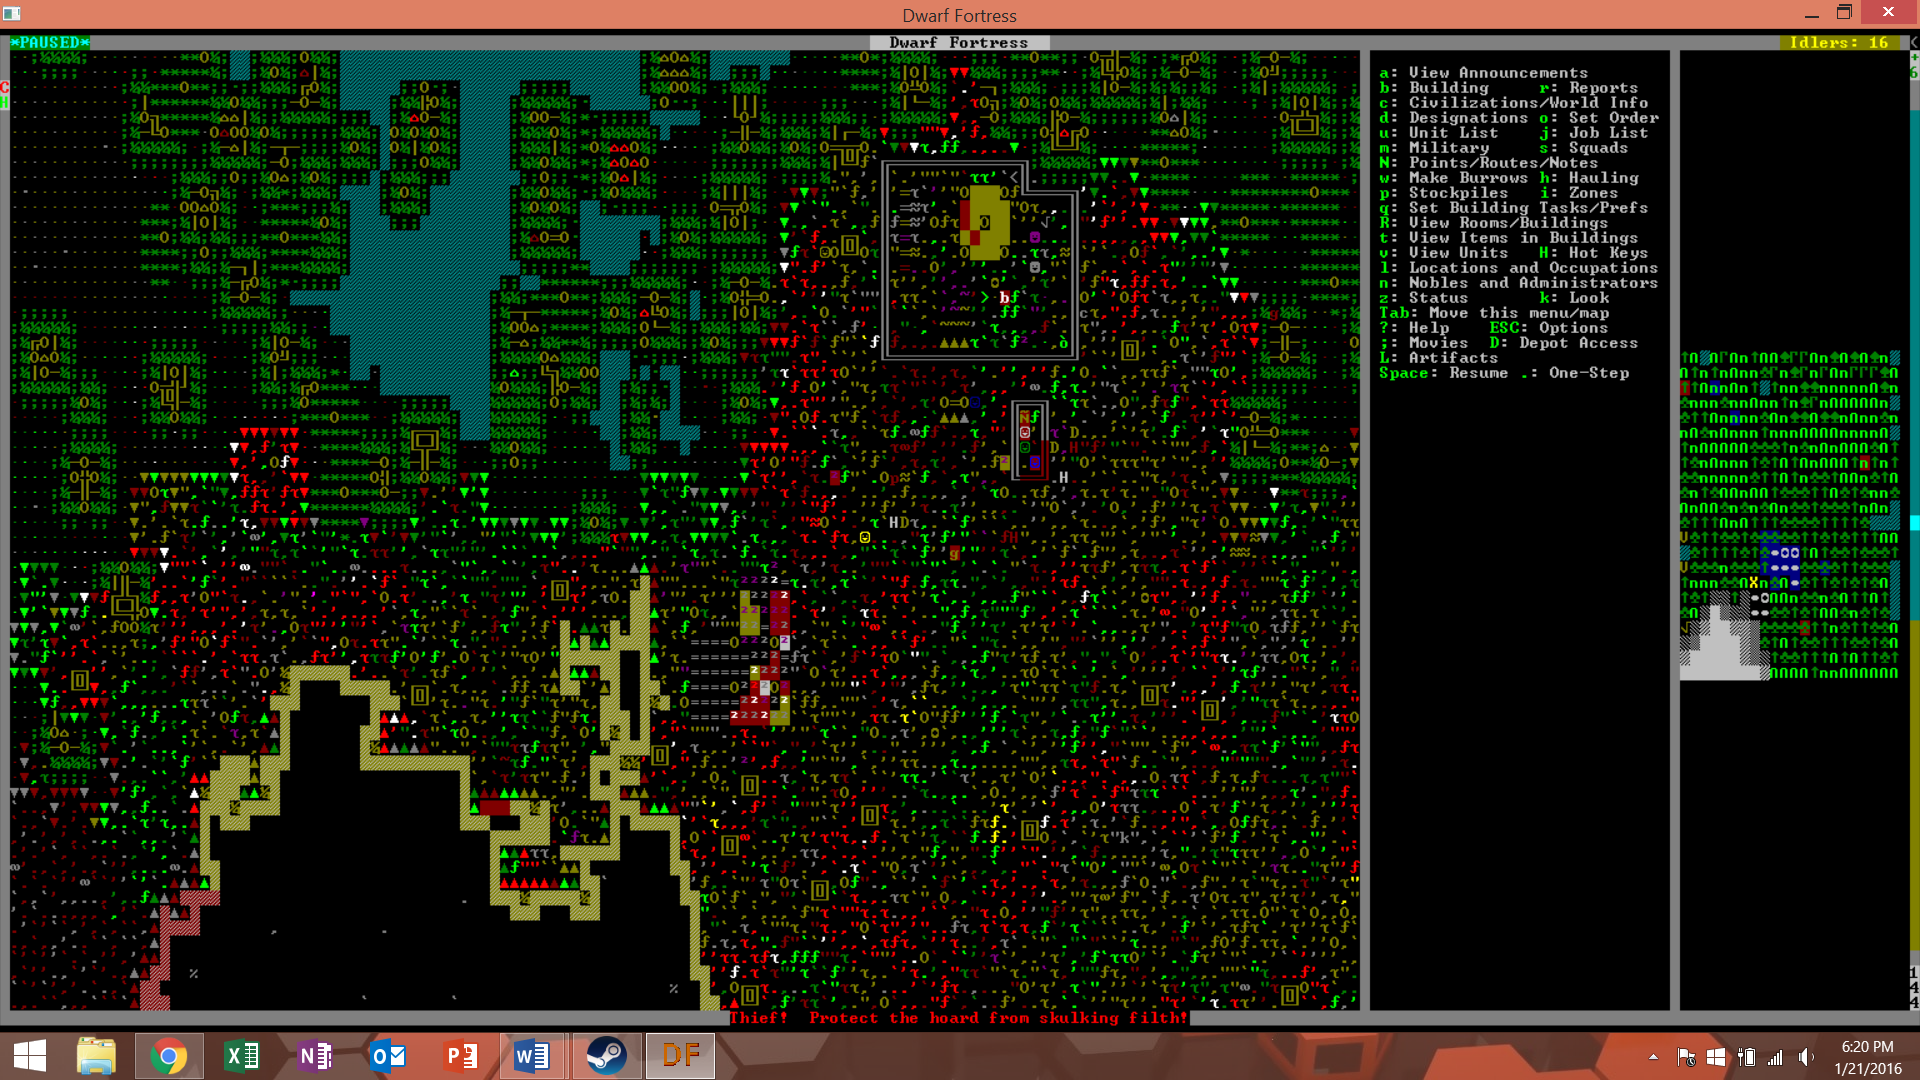 Dwarf Fortress
*PAUSED*
Dwarf Fortress
Idlers: 16
a: View Announcements
b: Building r: Reports
c: Civilizations/World Info
d: Designations o: Set Order
u: Unit List j: Job List
m: Military s: Squads
N: Points/Routes/Notes
w: Make Burrows h: Hauling
p: Stockpiles i: Zones
q: Set Building Tasks/Prefs
R: View Rooms/Buildings
t: View Items in Buildings
v: View Units H: Hot Keys
l: Locations and Occupations
n: Nobles and Administrators
z: Status k: Look
Tab: Move this menu/map
?: Help ESC: Options
;: Movies D: Depot Access
L: Artifacts
Space: Resume .: One-Step
Thief! Protect the hoard from skulking filth!
DF
6:20 PM
1/21/2016